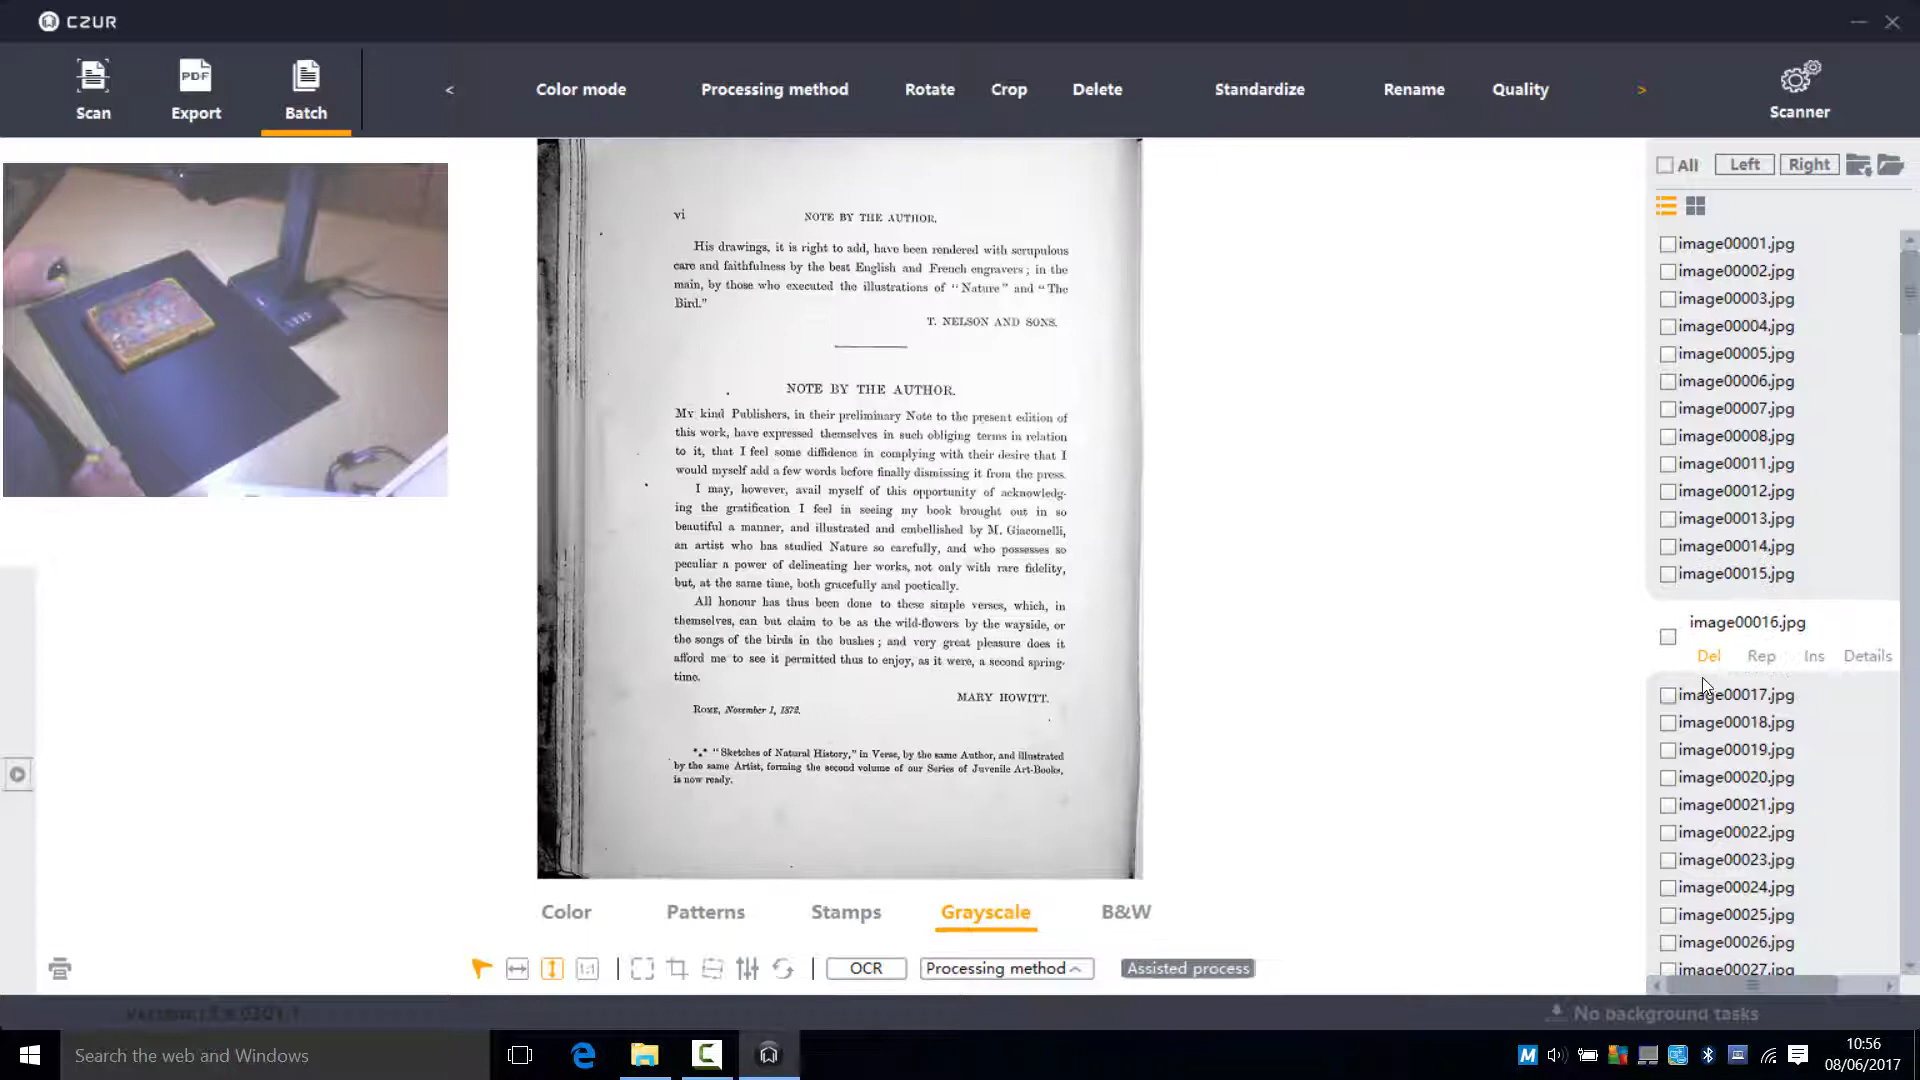 CZUR
Scan
PDF
Export
Batch
<
Color mode
Processing method
Rotate
Crop
Delete
Standardize
Rename
Quality
>
Scanner
vi
NOTE BY THE AUTHOR.
His drawings, it is right to add, have been rendered with scrupulous
care and faithfulness by the best English and French engravers; in the
main, by those who executed the illustrations of "Nature" and "The
Bird."
T. NELSON AND SONS.
NOTE BY THE AUTHOR.
My kind Publishers, in their preliminary Note to the present edition of
this work, have expressed themselves in such obliging terms in relation
to it, that I feel some diffidence in complying with their desire that I
would myself add a few words before finally dismissing it from the press.
I may, however, avail myself of this opportunity of acknowledg-
ing the gratification I feel in seeing my book brought out in so
beautiful a manner, and illustrated and embellished by M. Giacomelli,
an artist who has studied Nature so carefully, and who possesses so
peculiar a power of delineating her works, not only with rare fidelity,
but, at the same time, both gracefully and poetically.
All honour has thus been done to these simple verses, which, in
themselves, can but claim to be as the wild-flowers by the wayside, or
the songs of the birds in the bushes; and very great pleasure does it
afford me to see it permitted thus to enjoy, as it were, a second spring-
time.
MARY HOWITT.
Rome, November 1, 1872.
*** "Sketches of Natural History," in Verse, by the same Author, and illustrated
by the same Artist, forming the second volume of our Series of Juvenile Art-Books,
is now ready.
All
Left
Right
image00001.jpg
image00002.jpg
image00003.jpg
image00004.jpg
image00005.jpg
image00006.jpg
image00007.jpg
image00008.jpg
image00011.jpg
image00012.jpg
image00013.jpg
image00014.jpg
image00015.jpg
image00016.jpg
Del
Rep
Ins
Details
image00017.jpg
image00018.jpg
image00019.jpg
image00020.jpg
image00021.jpg
image00022.jpg
image00023.jpg
image00024.jpg
image00025.jpg
image00026.jpg
image00027.jpg
Color
Patterns
Stamps
Grayscale
B&W
1:1
OCR
Processing method
Assisted process
No background tasks
Search the web and Windows
10:56
08/06/2017